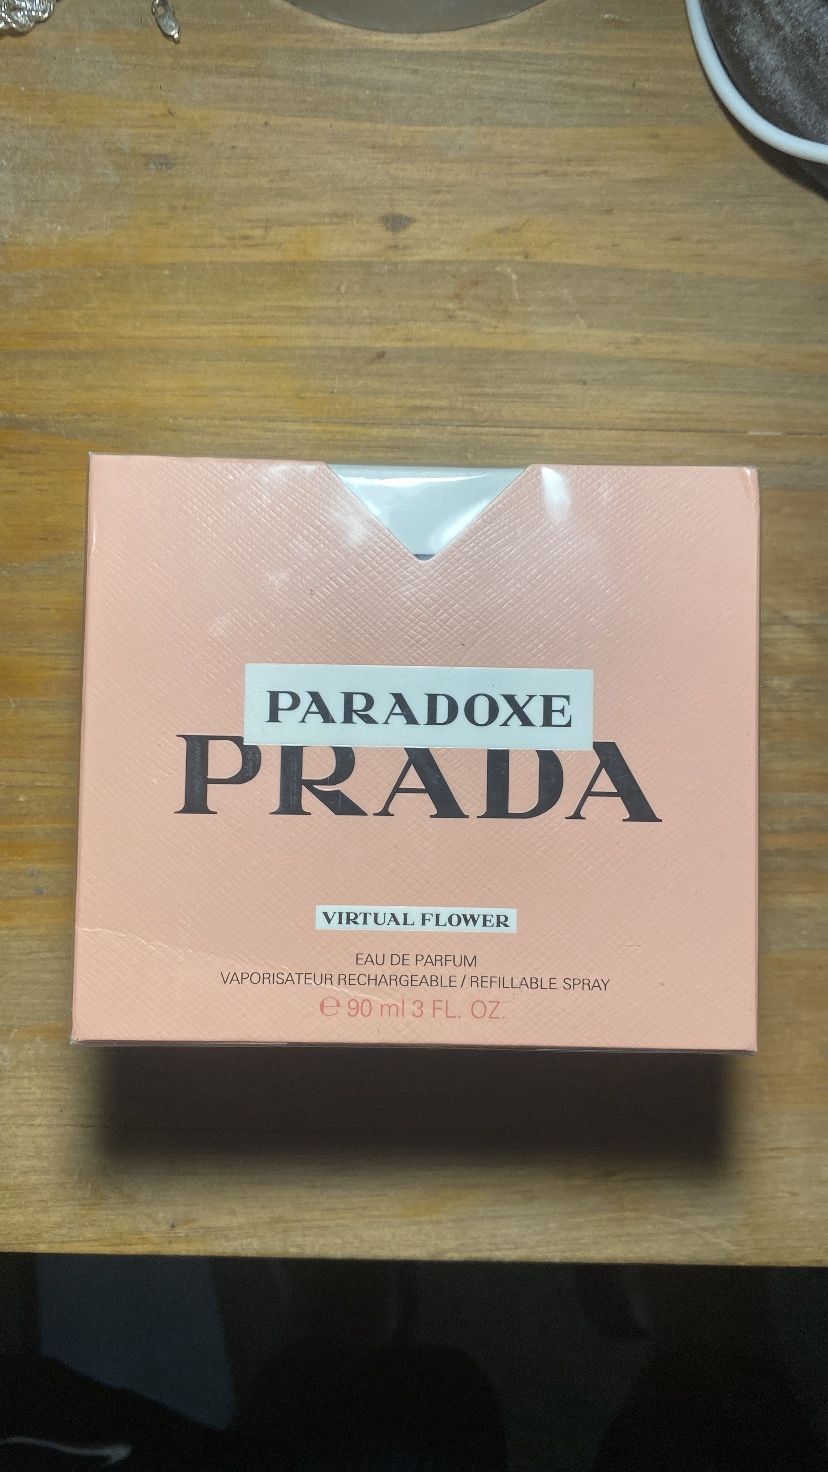 PARADOXE
PRADA
VIRTUAL FLOWER
EAU DE PARFUM
VAPORISATEUR RECHARGEABLE / REFILLABLE SPRAY
℮ 90 ml 3 FL. OZ.